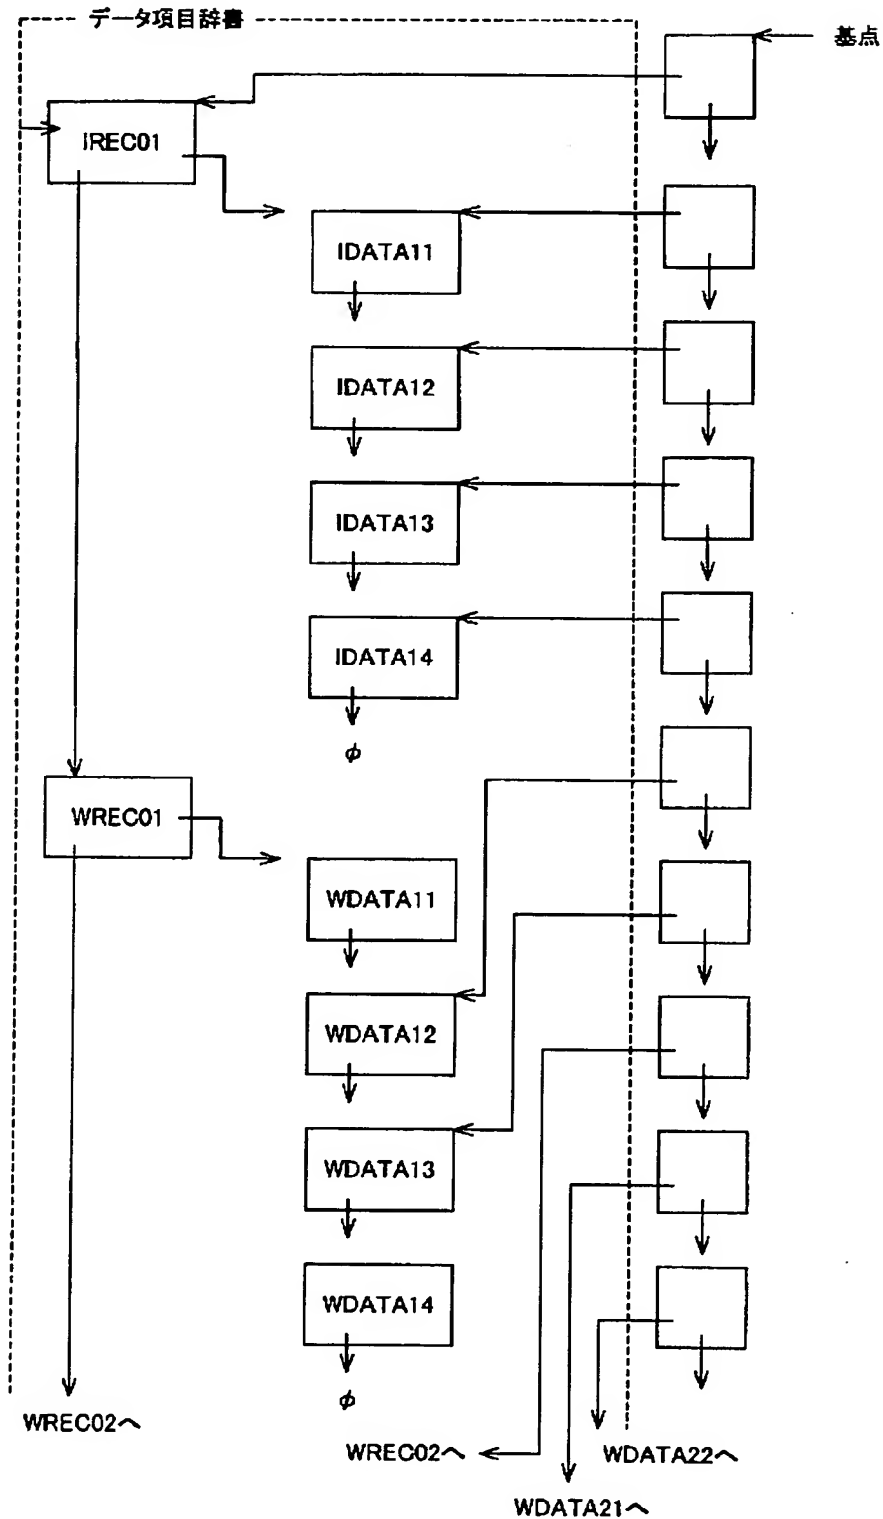 データ項目辞書
基点
IREC01
IDATA11
IDATA12
IDATA13
IDATA14
φ
WREC01
WDATA11
WDATA12
WDATA13
WDATA14
φ
WREC02へ
WREC02へ
WDATA22へ
WDATA21へ